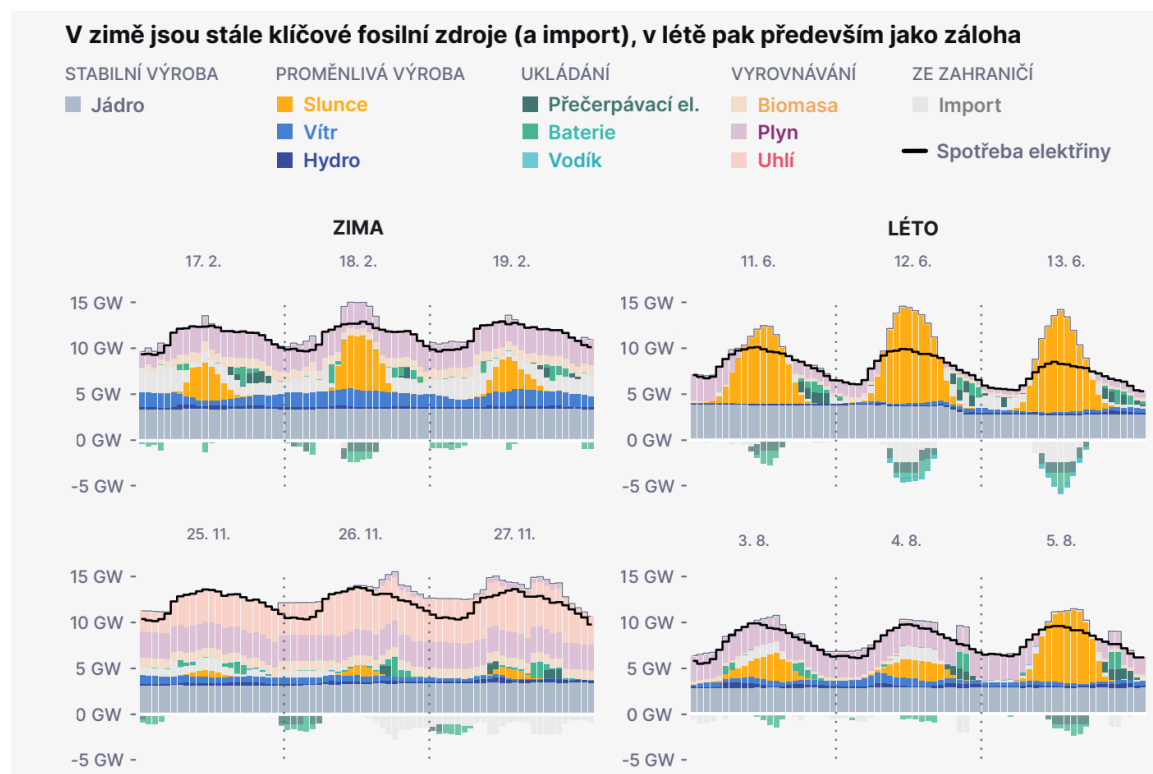 V zimě jsou stále klíčové fosilní zdroje (a import), v létě pak především jako záloha
STABILNÍ VÝROBA PROMĚNLIVÁ VÝROBA UKLÁDÁNÍ VYROVNÁVÁNÍ ZE ZAHRANIČÍ
Jádro Slunce Přečerpávací el. Biomasa Import
Vítr Baterie Plyn Spotřeba elektřiny
Hydro Vodík Uhlí
ZIMA LÉTO
17. 2. 18. 2. 19. 2. 11. 6. 12. 6. 13. 6.
15 GW 15 GW
10 GW 10 GW
5 GW 5 GW
0 GW 0 GW
-5 GW -5 GW
25. 11. 26. 11. 27. 11. 3. 8. 4. 8. 5. 8.
15 GW 15 GW
10 GW 10 GW
5 GW 5 GW
0 GW 0 GW
-5 GW -5 GW